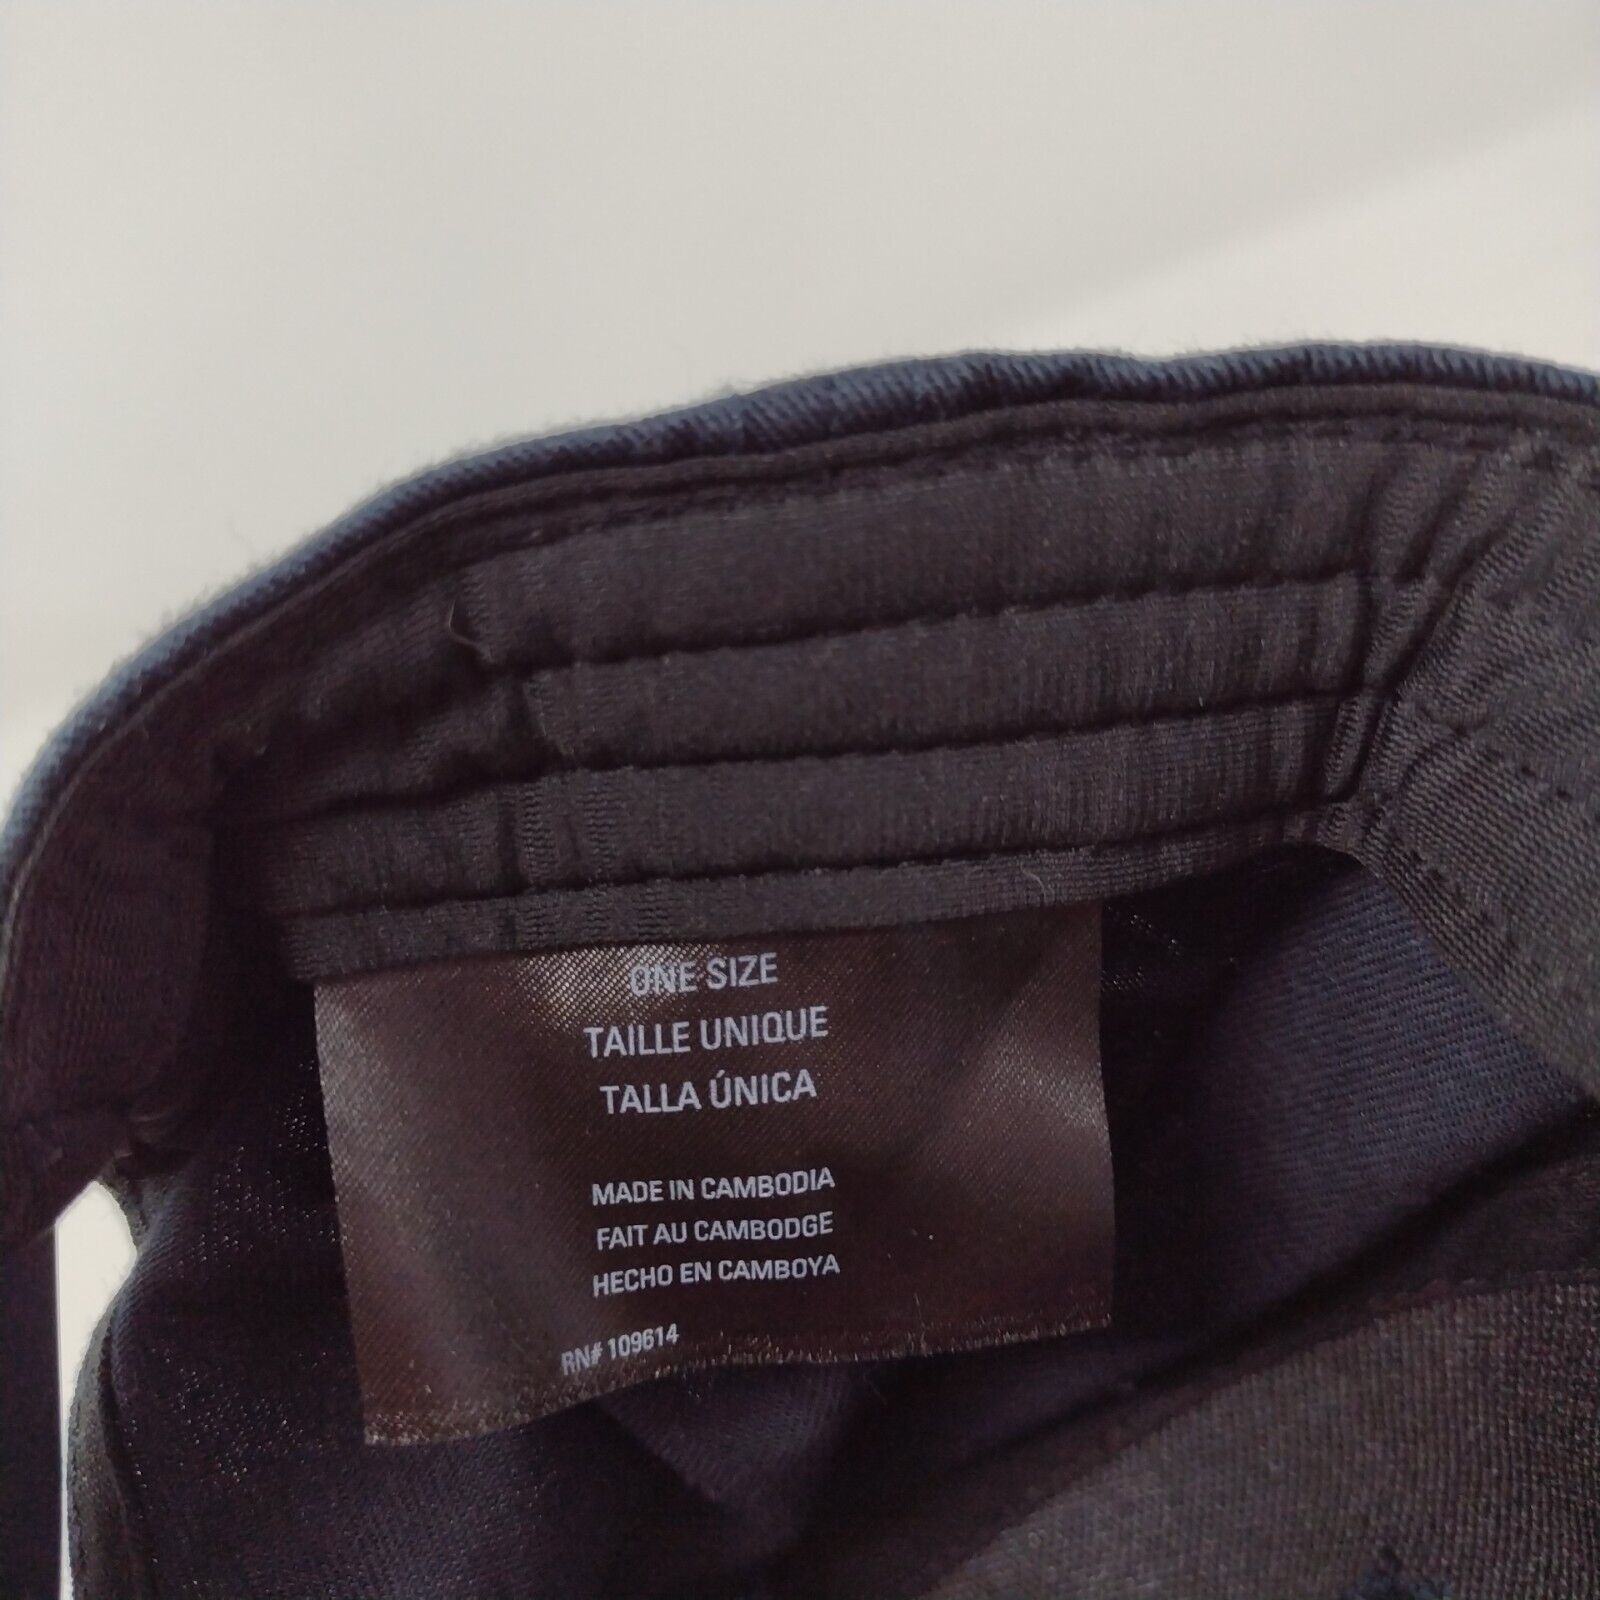 ONE SIZE
TAILLE UNIQUE
TALLA ÚNICA
MADE IN CAMBODIA
FAIT AU CAMBODGE
HECHO EN CAMBOYA
RN# 109614